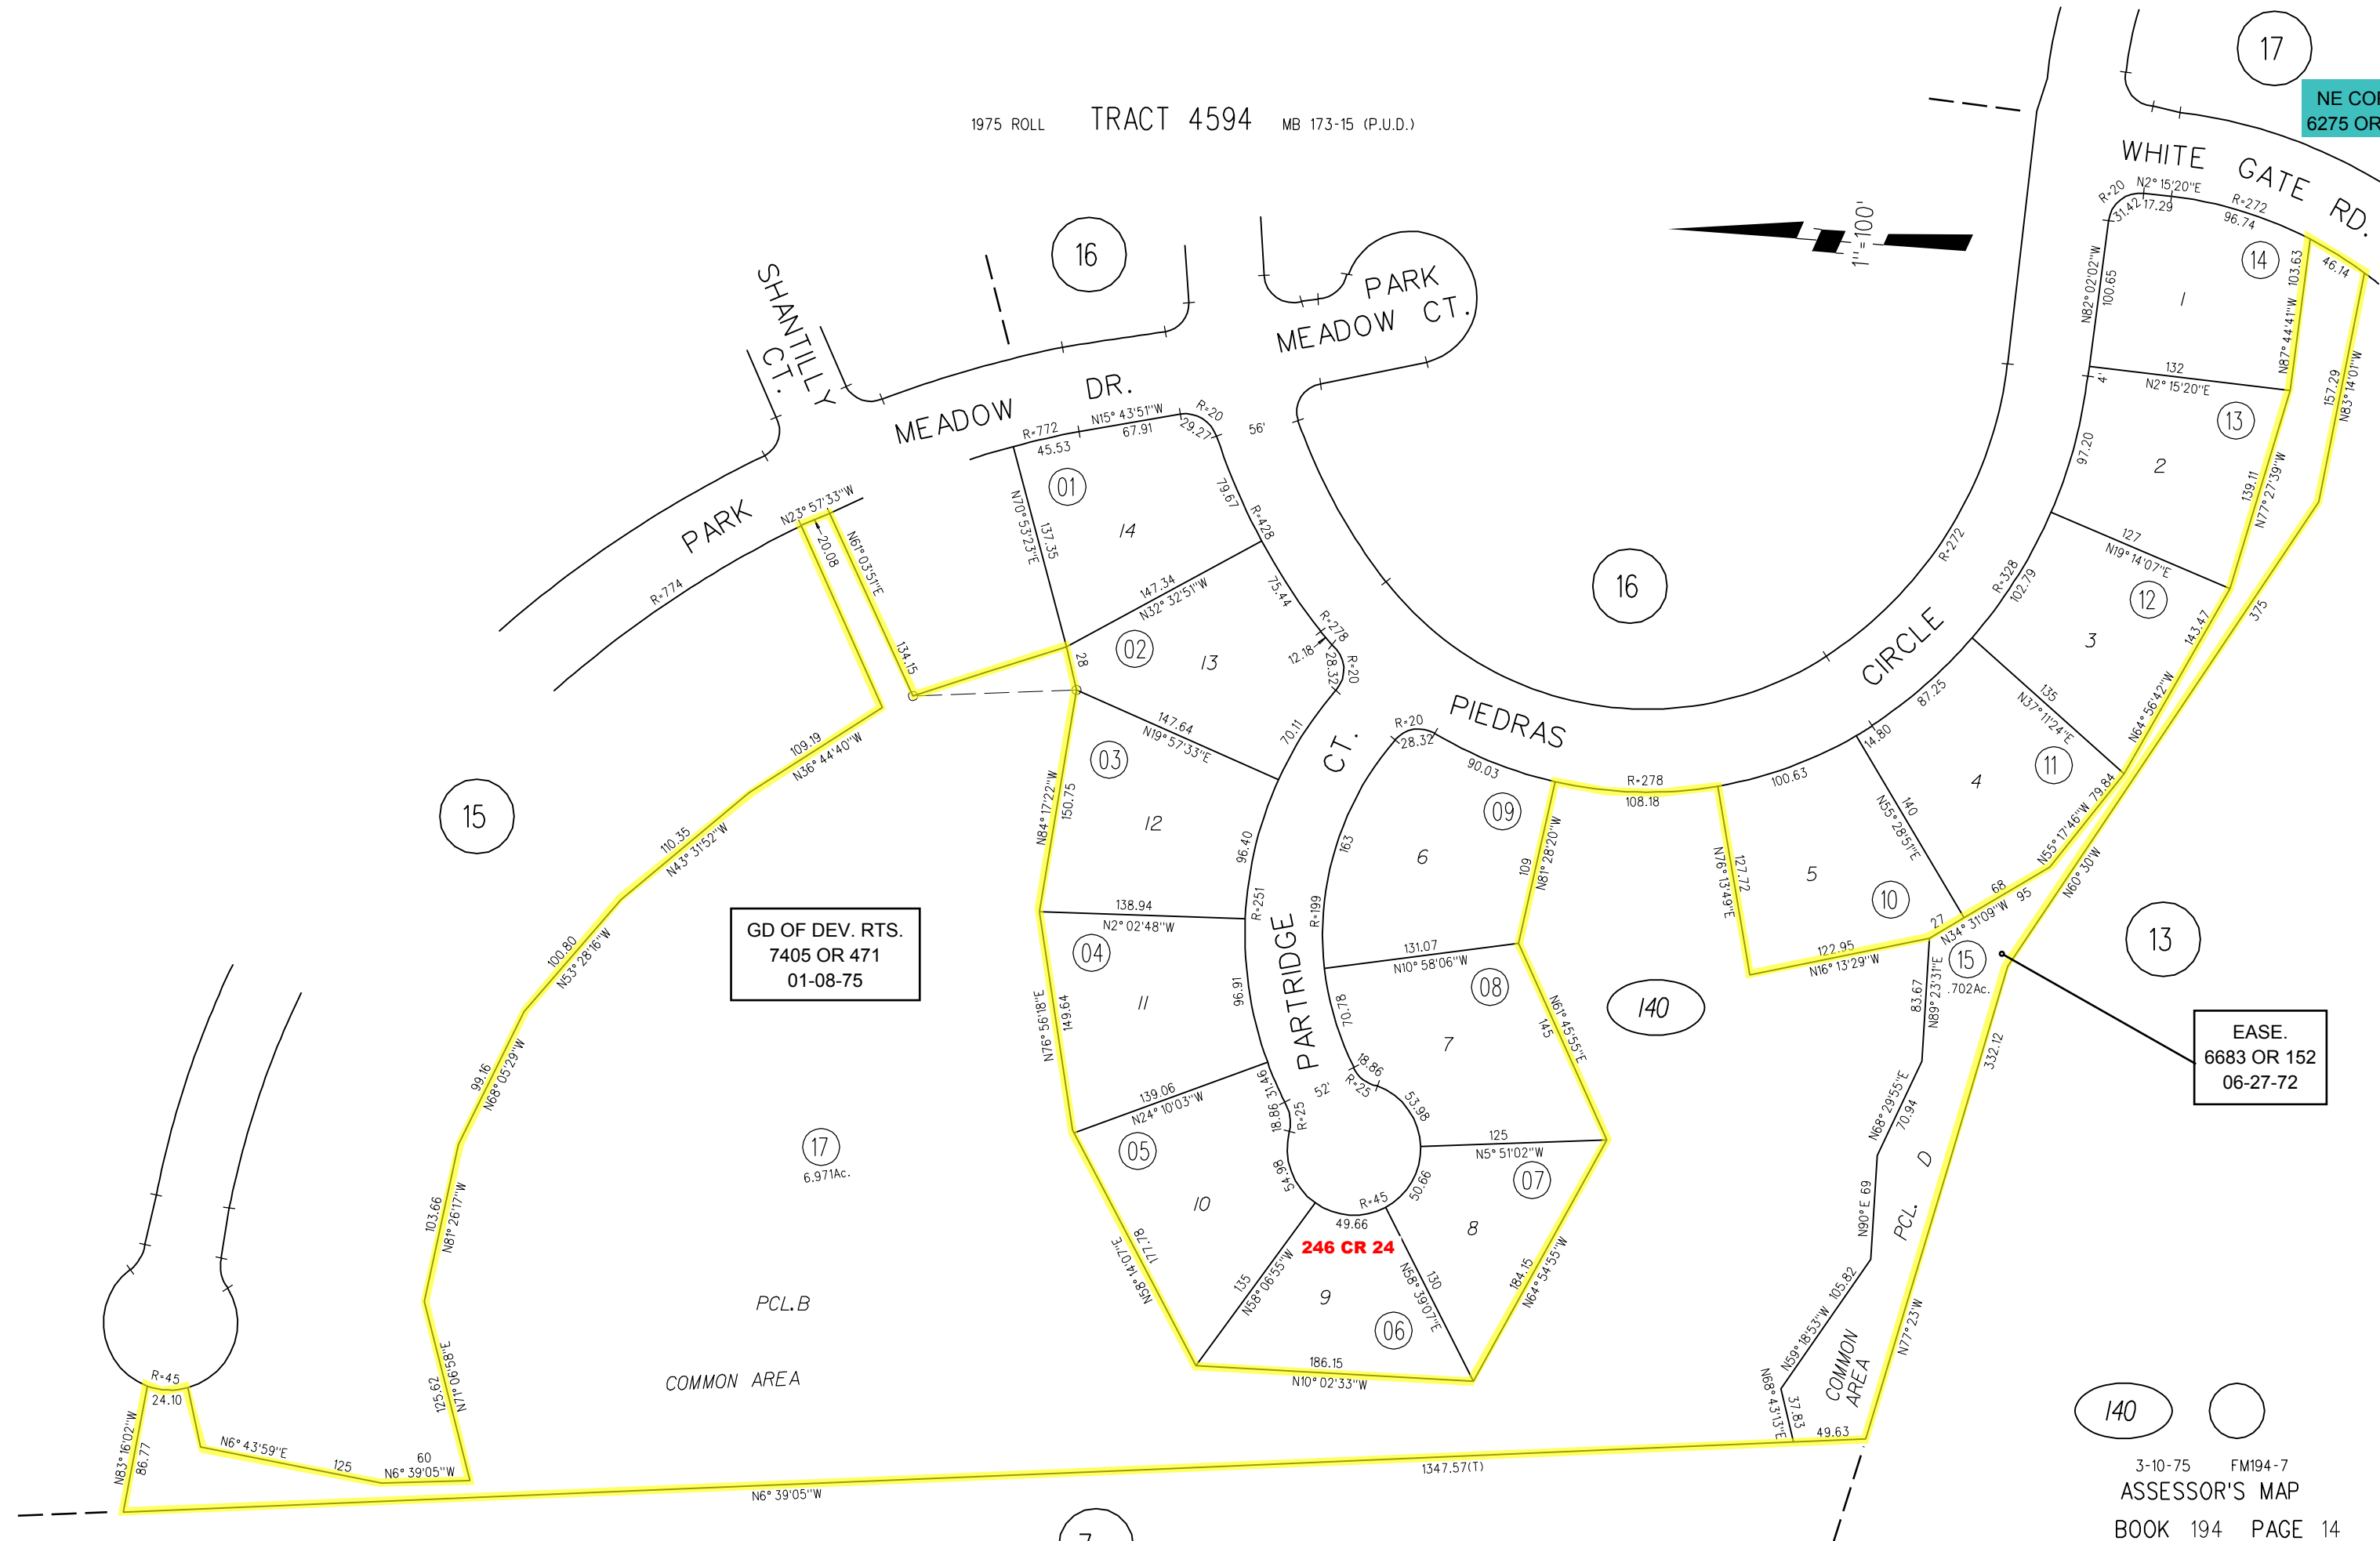 1975 ROLL TRACT 4594 MB 173-15 (P.U.D.)
17
NE COR
6275 OR
WHITE GATE RD.
R=20
N2° 15'20"E
31.42
17.29
R=272
96.74
14
46.14
N82° 02'02"W
100.65
1
N87° 44'41"W 103.63
157.29
N83° 14'01"W
132
N2° 15'20"E
4'
13
97.20
2
139.11
N77° 27'39"W
127
N19° 14'07"E
12
375
R=328
102.79
3
143.47
N64° 56'42"W
135
N37° 11'24"E
11
87.25
14.80
4
N55° 17'46"W 79.84
140
N55° 28'51"E
N60° 30'W
5
10
68
95
27
N34° 31'09"W
15
.702Ac.
13
100.63
127.72
N76° 13'49"E
122.95
N16° 13'29"W
83.67
N89° 23'31"E
EASE.
6683 OR 152
06-27-72
332.12
N68° 29'55"E
70.94
PCL. D
N90° E 69
N59° 18'53"W 105.82
COMMON
AREA
N77° 23'W
N68° 43'13"E
37.83
49.63
1"=100'
16
SHANTILLY
CT.
PARK
MEADOW CT.
PARK MEADOW DR.
N23° 57'33"W
20.08
R=774
N61° 03'51"E
134.15
R=772
45.53
N15° 43'51"W
67.91
R=20
29.27
56'
01
N70° 53'23"E
137.35
14
79.67
R=428
147.34
N32° 32'51"W
75.44
28
02
13
R=278
12.18
28.32
R=20
16
R=272
PIEDRAS CIRCLE
147.64
N19° 57'33"E
70.11
03
N84° 17'22"W
150.75
12
96.40
CT.
R=20
28.32
90.03
R=278
108.18
09
6
163
109
N81° 28'20"W
138.94
N2° 02'48"W
R=251
R=199
PARTRIDGE
131.07
N10° 58'06"W
04
08
11
N76° 56'18"E
149.64
96.91
70.78
7
N61° 45'55"E
145
140
139.06
N24° 10'03"W
31.46
18.86
R=25
52'
18.86
R=25
53.98
05
125
N5° 51'02"W
07
10
54.98
R=45
49.66
50.66
8
246 CR 24
177.78
N58° 14'07"E
135
N58° 06'55"W
9
130
N58° 39'07"E
06
184.15
N64° 54'55"W
186.15
N10° 02'33"W
15
109.19
N36° 44'40"W
110.35
N43° 31'52"W
100.80
N53° 28'16"W
GD OF DEV. RTS.
7405 OR 471
01-08-75
99.16
N68° 05'29"W
17
6.971Ac.
103.66
N81° 26'17"W
125.62
N71° 06'58"E
PCL.B
COMMON AREA
R=45
24.10
N83° 16'02"W
86.77
N6° 43'59"E
125
60
N6° 39'05"W
N6° 39'05"W
1347.57(T)
7
140
3-10-75 FM194-7
ASSESSOR'S MAP
BOOK 194 PAGE 14